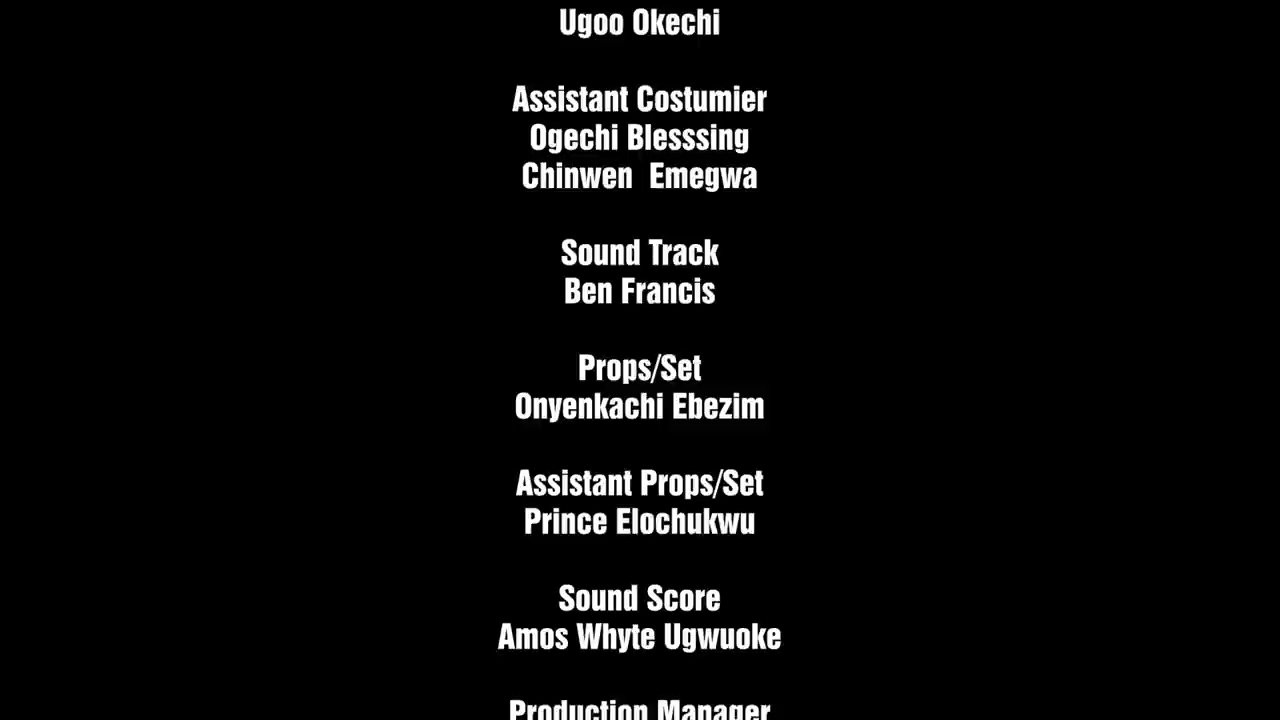 Ugoo Okechi
Assistant Costumier
Ogechi Blesssing
Chinwen  Emegwa
Sound Track
Ben Francis
Props/Set
Onyenkachi Ebezim
Assistant Props/Set
Prince Elochukwu
Sound Score
Amos Whyte Ugwuoke
Production Manager